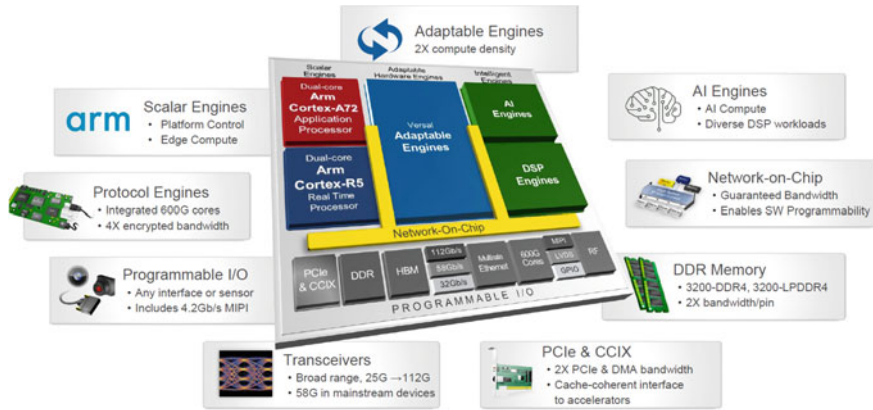 Adaptable Engines
2X compute density
arm
Scalar Engines
• Platform Control
• Edge Compute
Protocol Engines
• Integrated 600G cores
• 4X encrypted bandwidth
Programmable I/O
• Any interface or sensor
• Includes 4.2Gb/s MIPI
Transceivers
• Broad range, 25G →112G
• 58G in mainstream devices
Scalar
Engines
Adaptable
Hardware Engines
Intelligent
Engines
Dual-core
Arm
Cortex-A72
Application
Processor
Dual-core
Arm
Cortex-R5
Real Time
Processor
Versal
Adaptable
Engines
AI
Engines
DSP
Engines
Network-On-Chip
PCIe
& CCIX
DDR
HBM
112Gb/s
58Gb/s
32Gb/s
Multirate
Ethernet
600G
Cores
MPI
LVDS
GPIO
RF
PROGRAMMABLE I/O
AI Engines
• AI Compute
• Diverse DSP workloads
Network-on-Chip
• Guaranteed Bandwidth
• Enables SW Programmability
DDR Memory
• 3200-DDR4, 3200-LPDDR4
• 2X bandwidth/pin
PCIe & CCIX
• 2X PCIe & DMA bandwidth
• Cache-coherent interface
to accelerators